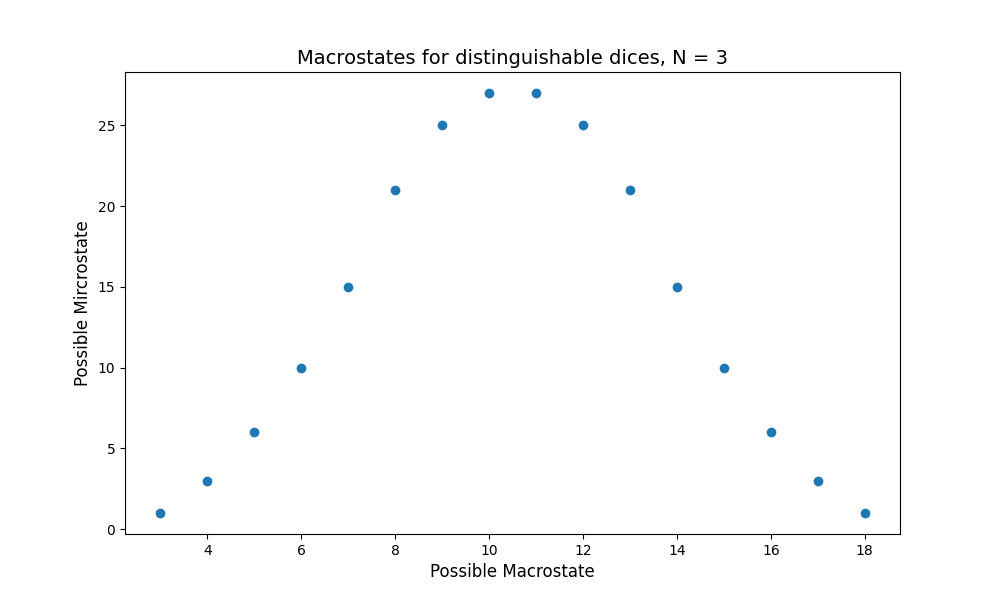 Macrostates for distinguishable dices, N = 3
25
20
15
10
5
0
Possible Mircrostate
4 6 8 10 12 14 16 18
Possible Macrostate